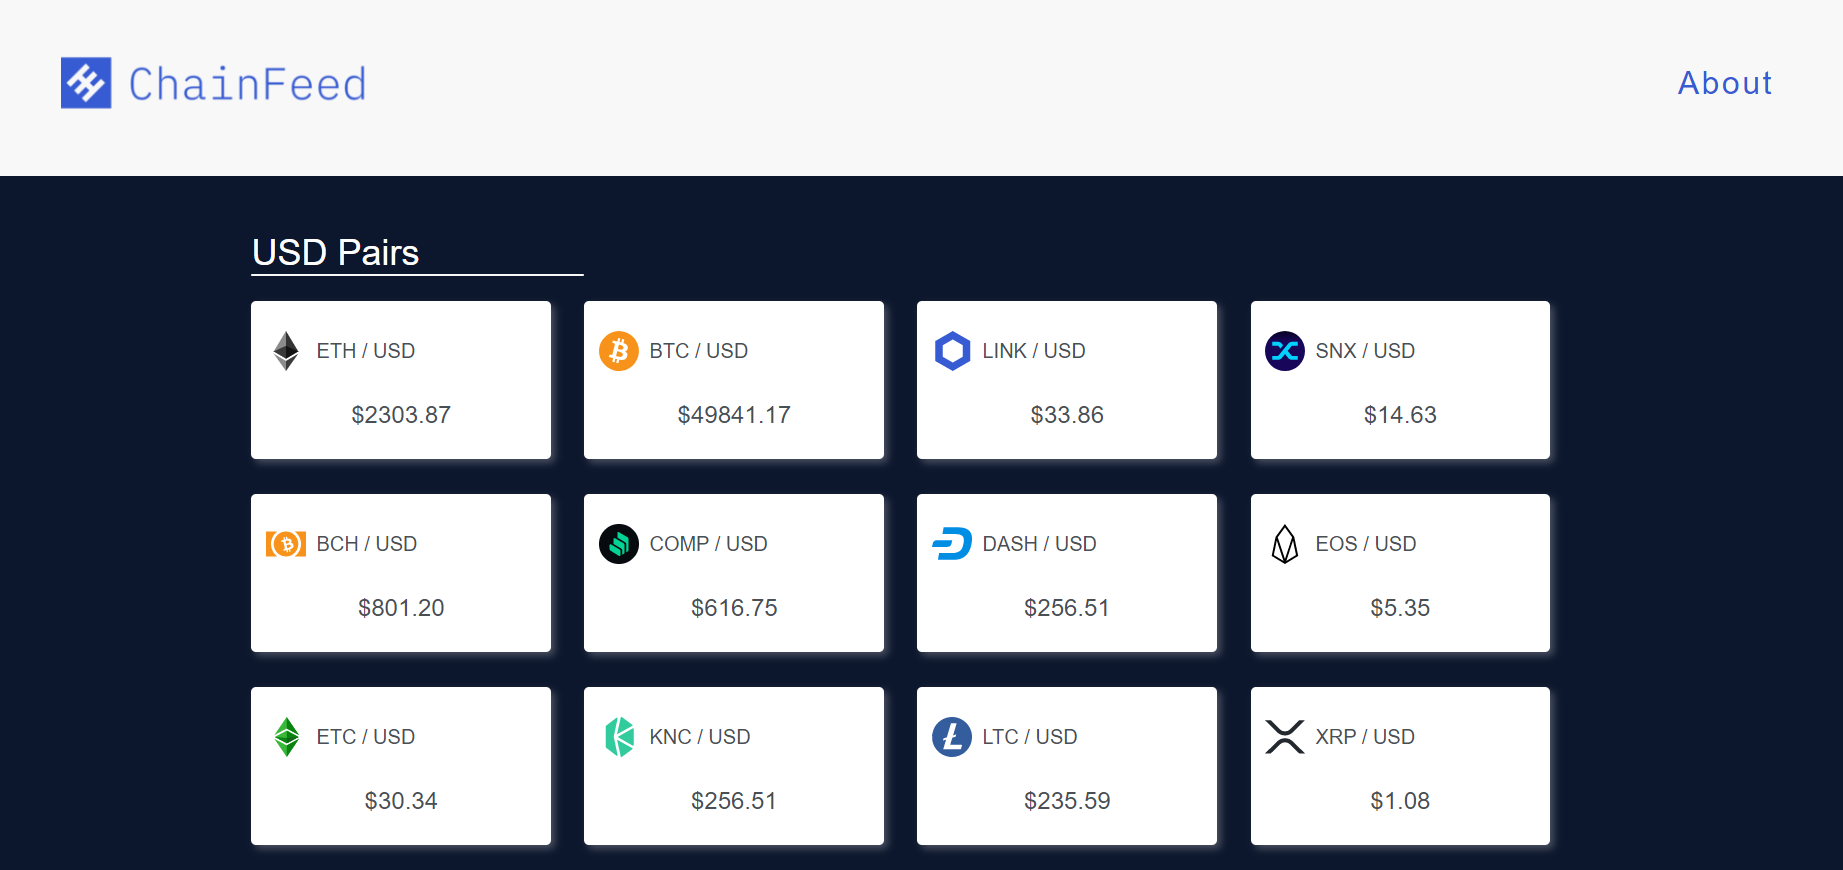 ChainFeed
About
USD Pairs
ETH / USD
$2303.87
BTC / USD
$49841.17
LINK / USD
$33.86
SNX / USD
$14.63
BCH / USD
$801.20
COMP / USD
$616.75
DASH / USD
$256.51
EOS / USD
$5.35
ETC / USD
$30.34
KNC / USD
$256.51
LTC / USD
$235.59
XRP / USD
$1.08